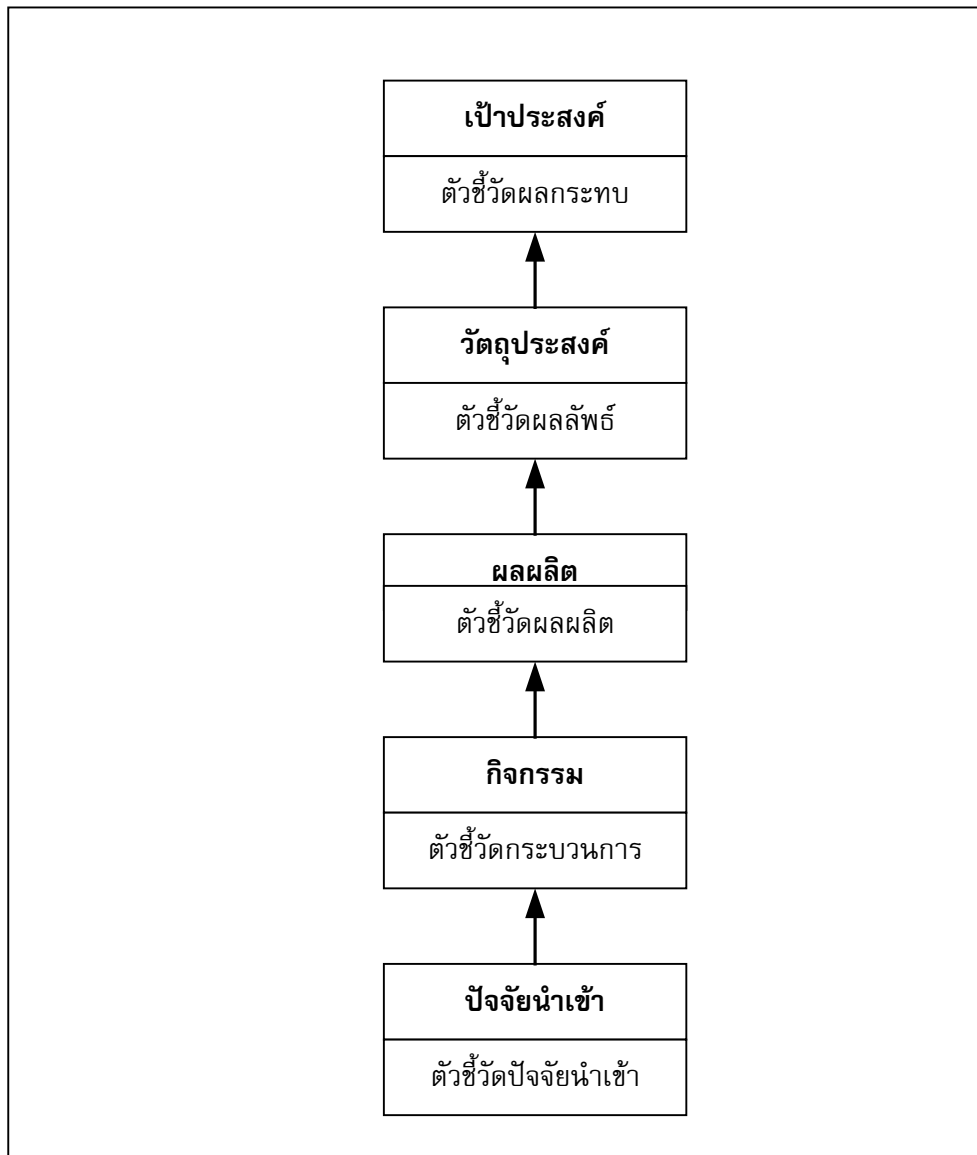 เป้าประสงค์
ตัวชี้วัดผลกระทบ
วัตถุประสงค์
ตัวชี้วัดผลลัพธ์
ผลผลิต
ตัวชี้วัดผลผลิต
กิจกรรม
ตัวชี้วัดกระบวนการ
ปัจจัยนำเข้า
ตัวชี้วัดปัจจัยนำเข้า